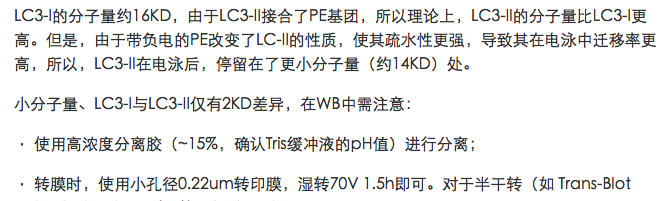 LC3-I的分子量约16KD，由于LC3-II接合了PE基团，所以理论上，LC3-II的分子量比LC3-I更
高。但是，由于带负电的PE改变了LC-II的性质，使其疏水性更强，导致其在电泳中迁移率更
高，所以，LC3-II在电泳后，停留在了更小分子量（约14KD）处。
小分子量、LC3-I与LC3-II仅有2KD差异，在WB中需注意：
· 使用高浓度分离胶（~15%，确认Tris缓冲液的pH值）进行分离；
· 转膜时，使用小孔径0.22um转印膜，湿转70V 1.5h即可。对于半干转（如 Trans-Blot